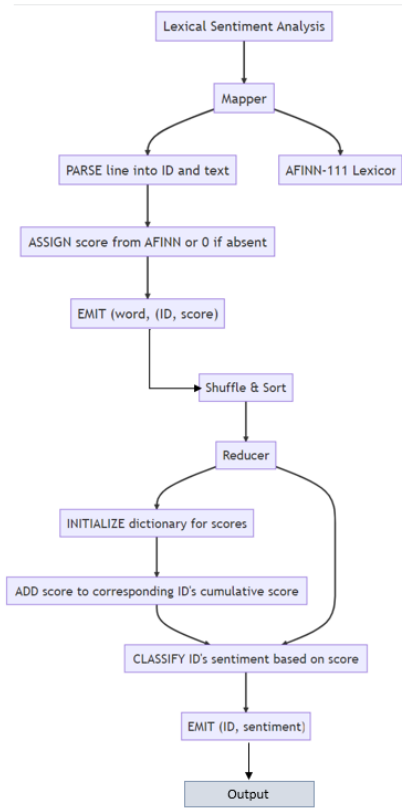 Lexical Sentiment Analysis
Mapper
PARSE line into ID and text
AFINN-111 Lexicor
ASSIGN score from AFINN or 0 if absent
EMIT (word, (ID, score)
Shuffle & Sort
Reducer
INITIALIZE dictionary for scores
ADD score to corresponding ID's cumulative score
CLASSIFY ID's sentiment based on score
EMIT (ID, sentiment)
Output